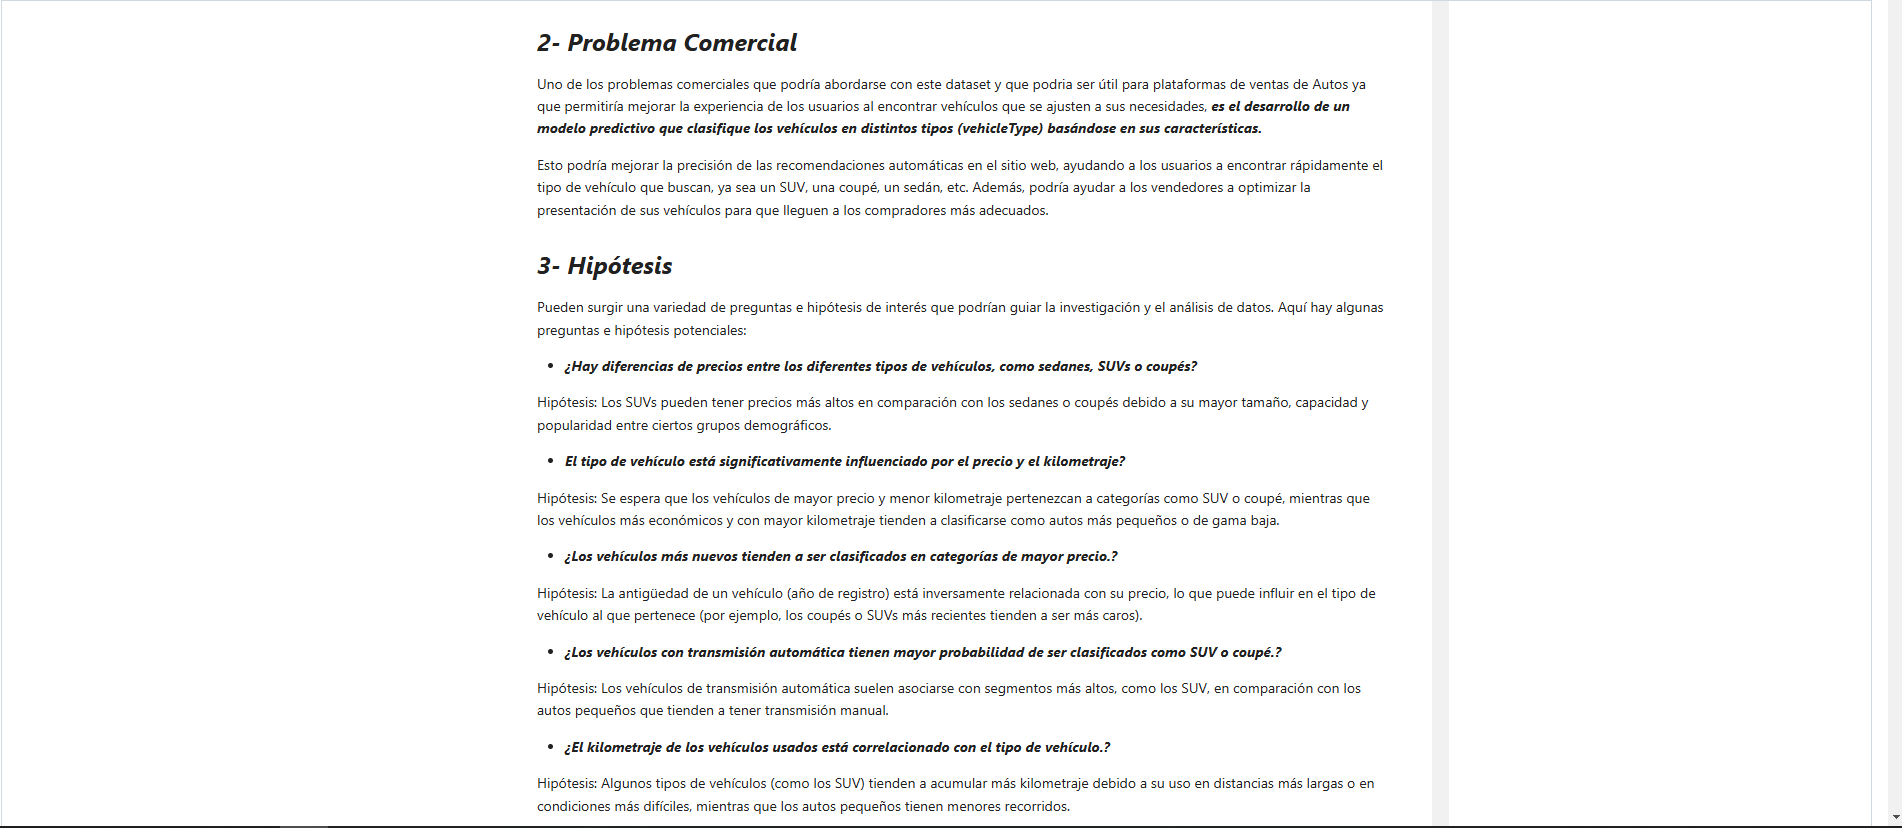 2- Problema Comercial
Uno de los problemas comerciales que podría abordarse con este dataset y que podria ser útil para plataformas de ventas de Autos ya
que permitiría mejorar la experiencia de los usuarios al encontrar vehículos que se ajusten a sus necesidades, es el desarrollo de un
modelo predictivo que clasifique los vehículos en distintos tipos (vehicleType) basándose en sus características.
Esto podría mejorar la precisión de las recomendaciones automáticas en el sitio web, ayudando a los usuarios a encontrar rápidamente el
tipo de vehículo que buscan, ya sea un SUV, una coupé, un sedán, etc. Además, podría ayudar a los vendedores a optimizar la
presentación de sus vehículos para que lleguen a los compradores más adecuados.
3- Hipótesis
Pueden surgir una variedad de preguntas e hipótesis de interés que podrían guiar la investigación y el análisis de datos. Aquí hay algunas
preguntas e hipótesis potenciales:
• ¿Hay diferencias de precios entre los diferentes tipos de vehículos, como sedanes, SUVs o coupés?
Hipótesis: Los SUVs pueden tener precios más altos en comparación con los sedanes o coupés debido a su mayor tamaño, capacidad y
popularidad entre ciertos grupos demográficos.
• El tipo de vehículo está significativamente influenciado por el precio y el kilometraje?
Hipótesis: Se espera que los vehículos de mayor precio y menor kilometraje pertenezcan a categorías como SUV o coupé, mientras que
los vehículos más económicos y con mayor kilometraje tienden a clasificarse como autos más pequeños o de gama baja.
• ¿Los vehículos más nuevos tienden a ser clasificados en categorías de mayor precio.?
Hipótesis: La antigüedad de un vehículo (año de registro) está inversamente relacionada con su precio, lo que puede influir en el tipo de
vehículo al que pertenece (por ejemplo, los coupés o SUVs más recientes tienden a ser más caros).
• ¿Los vehículos con transmisión automática tienen mayor probabilidad de ser clasificados como SUV o coupé.?
Hipótesis: Los vehículos de transmisión automática suelen asociarse con segmentos más altos, como los SUV, en comparación con los
autos pequeños que tienden a tener transmisión manual.
• ¿El kilometraje de los vehículos usados está correlacionado con el tipo de vehículo.?
Hipótesis: Algunos tipos de vehículos (como los SUV) tienden a acumular más kilometraje debido a su uso en distancias más largas o en
condiciones más difíciles, mientras que los autos pequeños tienen menores recorridos.